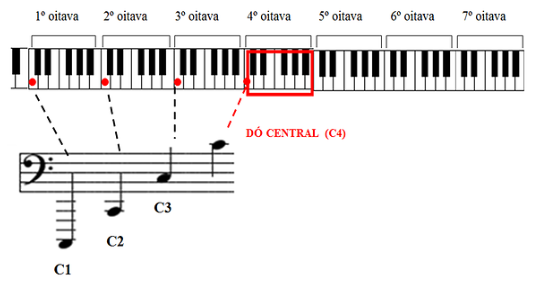 1º oitava 2º oitava 3º oitava 4º oitava 5º oitava 6º oitava 7º oitava
DÓ CENTRAL (C4)
C3
C2
C1